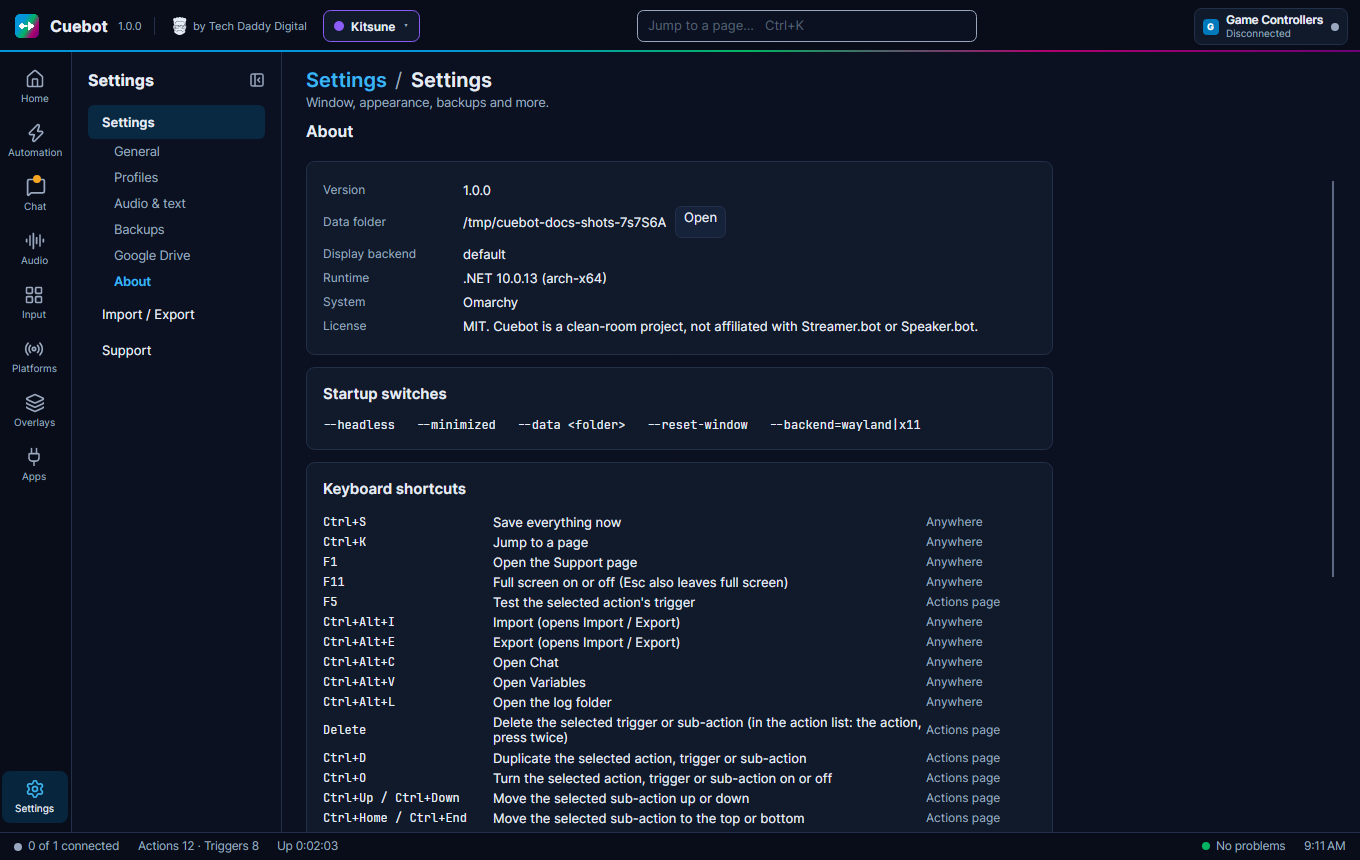 Cuebot 1.0.0 by Tech Daddy Digital Kitsune Jump to a page... Ctrl+K G Game Controllers
Disconnected
Home
Automation
Chat
Audio
Input
Platforms
Overlays
Apps
Settings
Settings
Settings
General
Profiles
Audio & text
Backups
Google Drive
About
Import / Export
Support
Settings / Settings
Window, appearance, backups and more.
About
Version 1.0.0
Data folder /tmp/cuebot-docs-shots-7s7S6A Open
Display backend default
Runtime .NET 10.0.13 (arch-x64)
System Omarchy
License MIT. Cuebot is a clean-room project, not affiliated with Streamer.bot or Speaker.bot.
Startup switches
--headless --minimized --data <folder> --reset-window --backend=wayland|x11
Keyboard shortcuts
Ctrl+S Save everything now Anywhere
Ctrl+K Jump to a page Anywhere
F1 Open the Support page Anywhere
F11 Full screen on or off (Esc also leaves full screen) Anywhere
F5 Test the selected action's trigger Actions page
Ctrl+Alt+I Import (opens Import / Export) Anywhere
Ctrl+Alt+E Export (opens Import / Export) Anywhere
Ctrl+Alt+C Open Chat Anywhere
Ctrl+Alt+V Open Variables Anywhere
Ctrl+Alt+L Open the log folder Anywhere
Delete Delete the selected trigger or sub-action (in the action list: the action, Actions page
press twice)
Ctrl+D Duplicate the selected action, trigger or sub-action Actions page
Ctrl+O Turn the selected action, trigger or sub-action on or off Actions page
Ctrl+Up / Ctrl+Down Move the selected sub-action up or down Actions page
Ctrl+Home / Ctrl+End Move the selected sub-action to the top or bottom Actions page
0 of 1 connected Actions 12 · Triggers 8 Up 0:02:03 No problems 9:11 AM